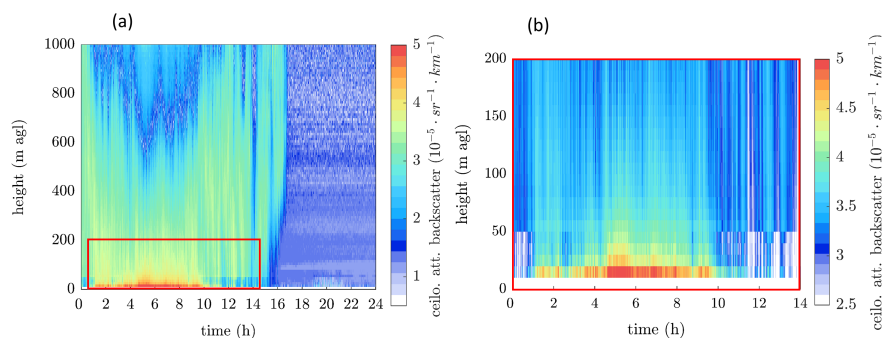 (a)
1000
800
600
400
200
0
height (m agl)
0 2 4 6 8 10 12 14 16 18 20 22 24
time (h)
5
4
3
2
1
ceilo. att. backscatter (10⁻⁵ · sr⁻¹ · km⁻¹)
(b)
200
150
100
50
0
height (m agl)
0 2 4 6 8 10 12 14
time (h)
5
4.5
4
3.5
3
2.5
ceilo. att. backscatter (10⁻⁵ · sr⁻¹ · km⁻¹)